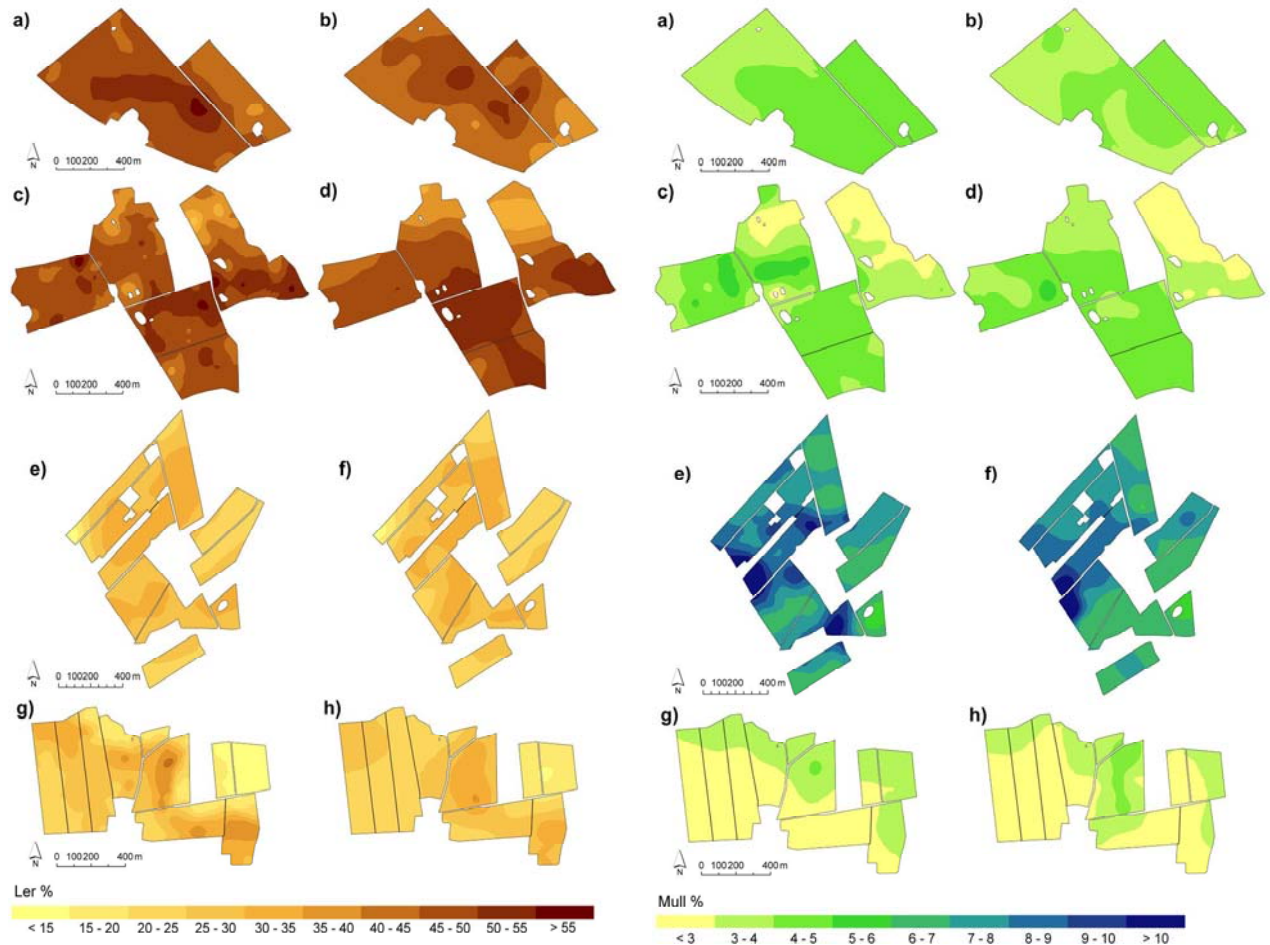 a)
b)
N
0 100200 400 m
c)
d)
N
0 100200 400 m
e)
f)
N
0 100200 400 m
g)
h)
N
0 100200 400 m
Ler %
< 15 15 - 20 20 - 25 25 - 30 30 - 35 35 - 40 40 - 45 45 - 50 50 - 55 > 55
a)
b)
N
0 100200 400 m
c)
d)
N
0 100200 400 m
e)
f)
N
0 100200 400 m
g)
h)
N
0 100200 400 m
Mull %
< 3 3 - 4 4 - 5 5 - 6 6 - 7 7 - 8 8 - 9 9 - 10 > 10